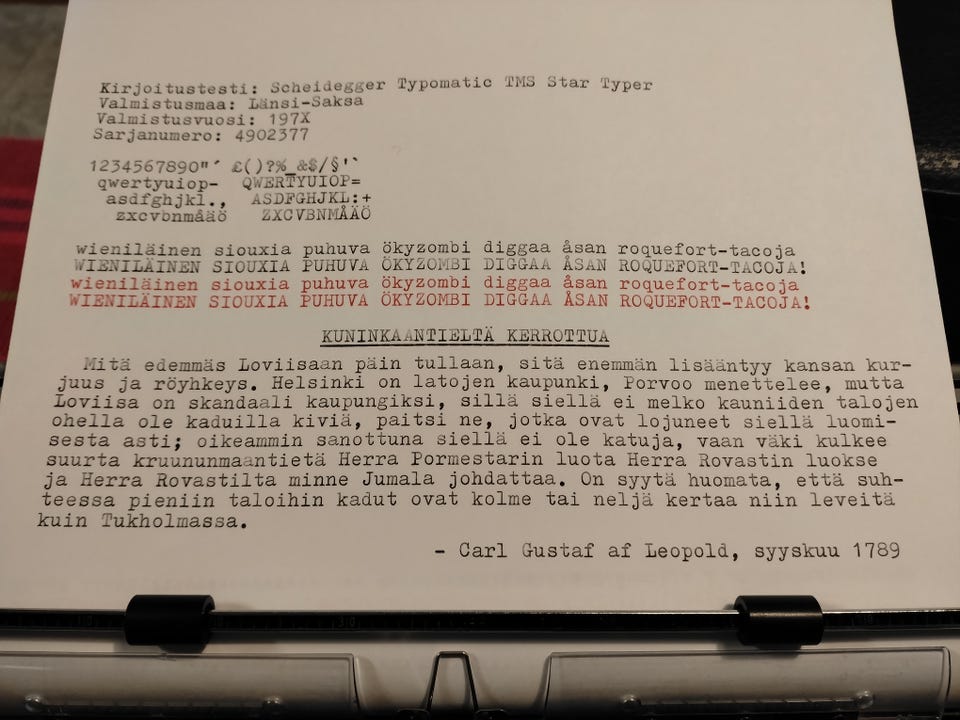 Kirjoitustesti: Scheidegger Typomatic TMS Star Typer
Valmistusmaa: Länsi-Saksa
Valmistusvuosi: 197X
Sarjanumero: 4902377
1234567890"´ £()?%_&$/§'`
qwertyuiop- QWERTYUIOP=
asdfghjkl., ASDFGHJKL:+
zxcvbnmåäö ZXCVBNMÅÄÖ
wieniläinen siouxia puhuva ökyzombi diggaa åsan roquefort-tacoja
WIENILÄINEN SIOUXIA PUHUVA ÖKYZOMBI DIGGAA ÅSAN ROQUEFORT-TACOJA!
wieniläinen siouxia puhuva ökyzombi diggaa åsan roquefort-tacoja
WIENILÄINEN SIOUXIA PUHUVA ÖKYZOMBI DIGGAA ÅSAN ROQUEFORT-TACOJA!
KUNINKAANTIELTÄ KERROTTUA
Mitä edemmäs Loviisaan päin tullaan, sitä enemmän lisääntyy kansan kur-
juus ja röyhkeys. Helsinki on latojen kaupunki, Porvoo menettelee, mutta
Loviisa on skandaali kaupungiksi, sillä siellä ei melko kauniiden talojen
ohella ole kaduilla kiviä, paitsi ne, jotka ovat lojuneet siellä luomi-
sesta asti; oikeammin sanottuna siellä ei ole katuja, vaan väki kulkee
suurta kruununmaantietä Herra Pormestarin luota Herra Rovastin luokse
ja Herra Rovastilta minne Jumala johdattaa. On syytä huomata, että suh-
teessa pieniin taloihin kadut ovat kolme tai neljä kertaa niin leveitä
kuin Tukholmassa.
- Carl Gustaf af Leopold, syyskuu 1789